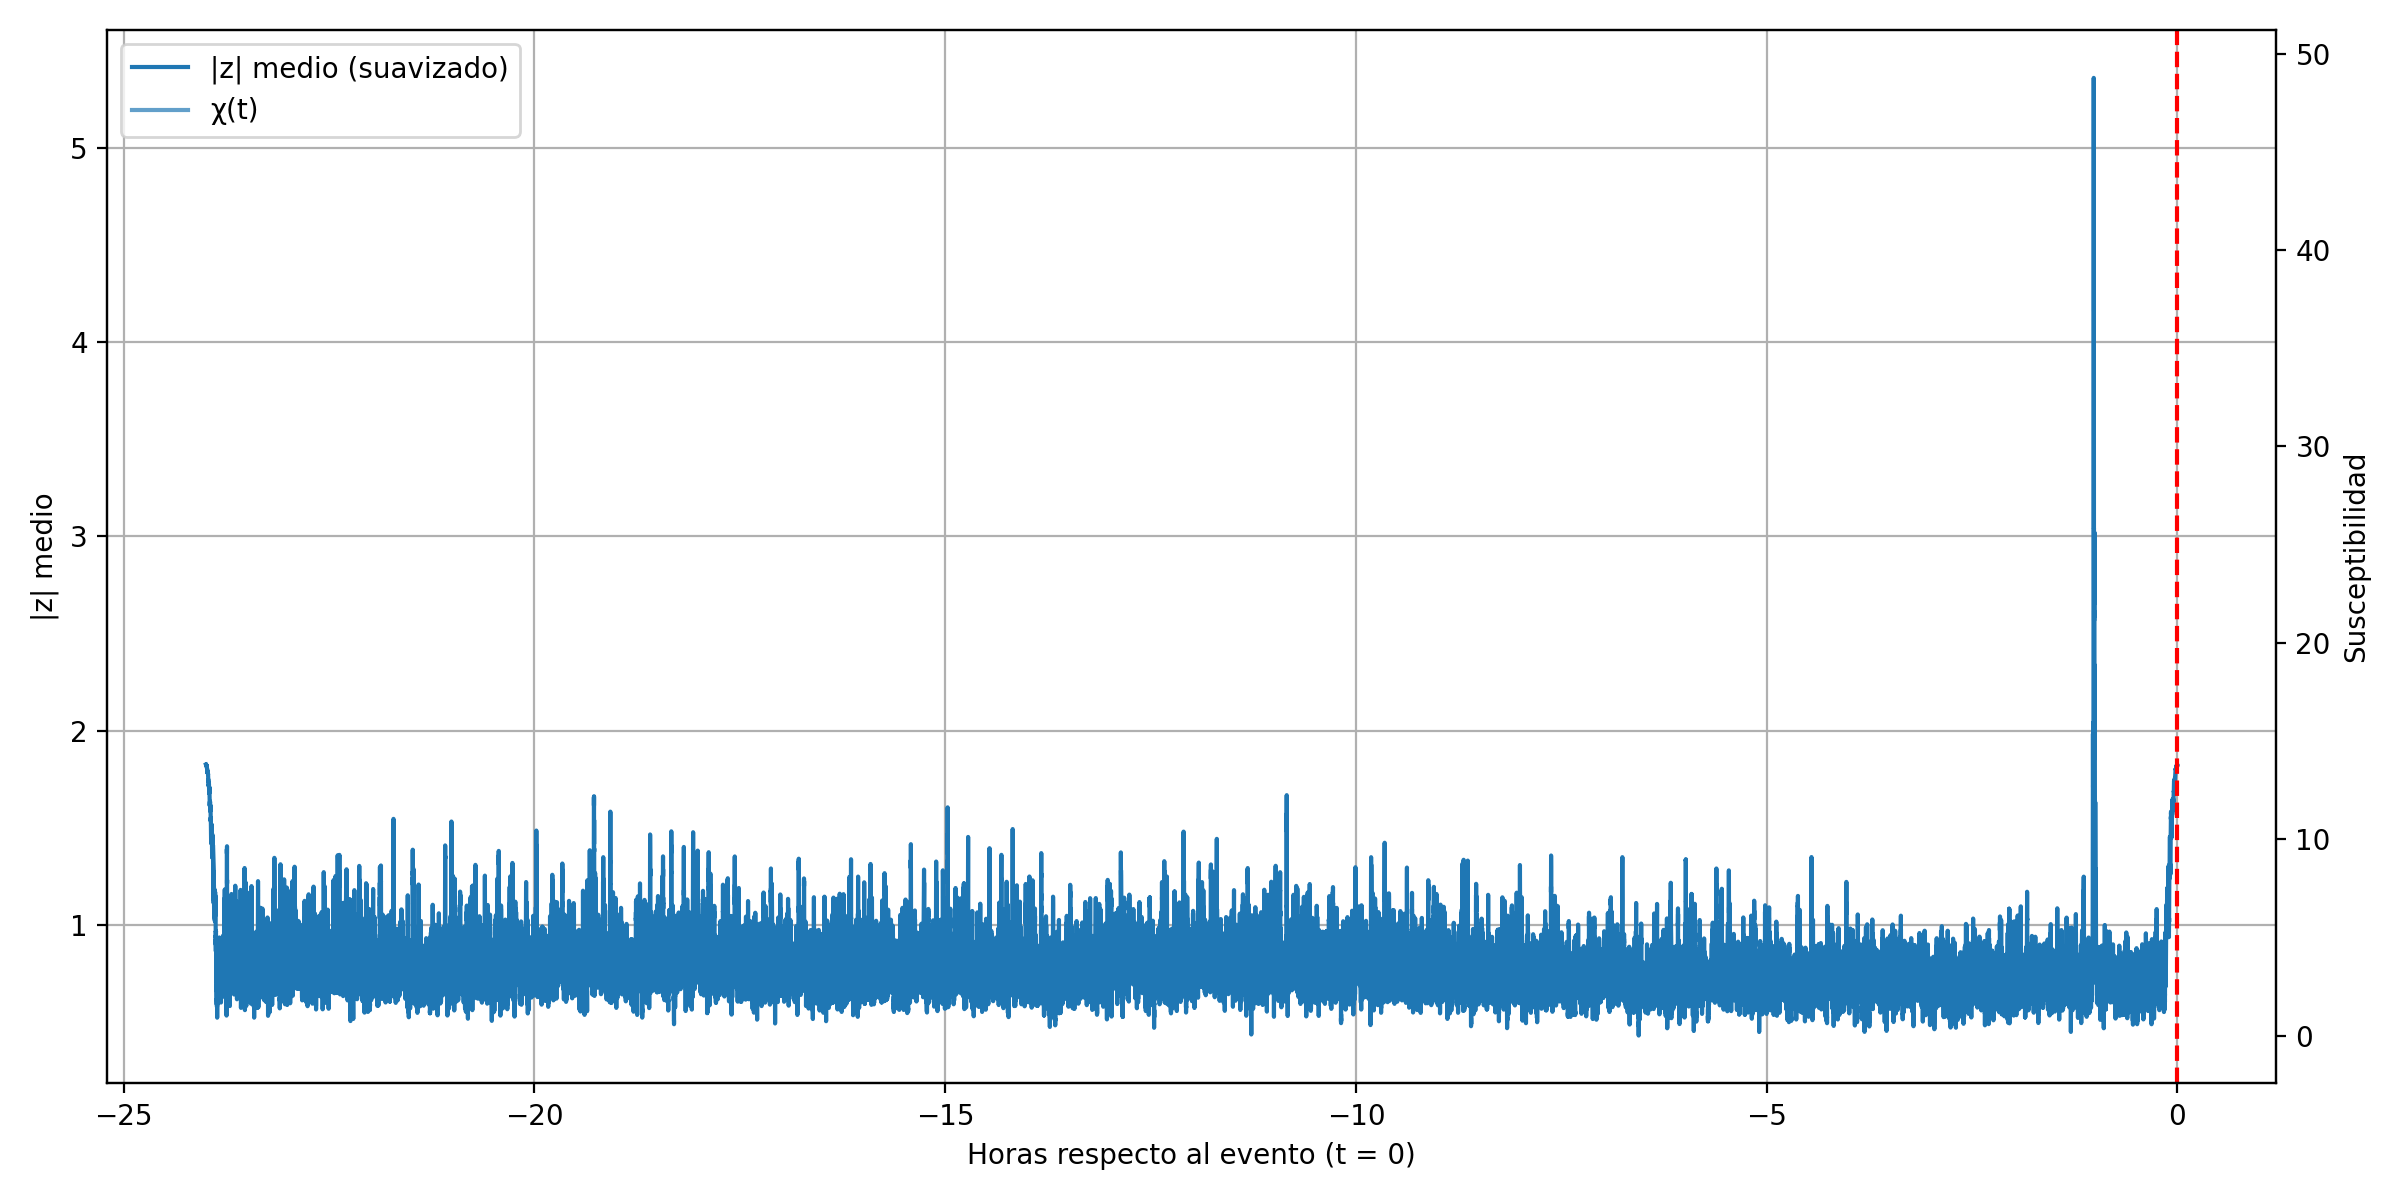 |z| medio (suavizado)
χ(t)
5
4
3
2
1
|z| medio
50
40
30
20
10
0
Susceptibilidad
−25 −20 −15 −10 −5 0
Horas respecto al evento (t = 0)